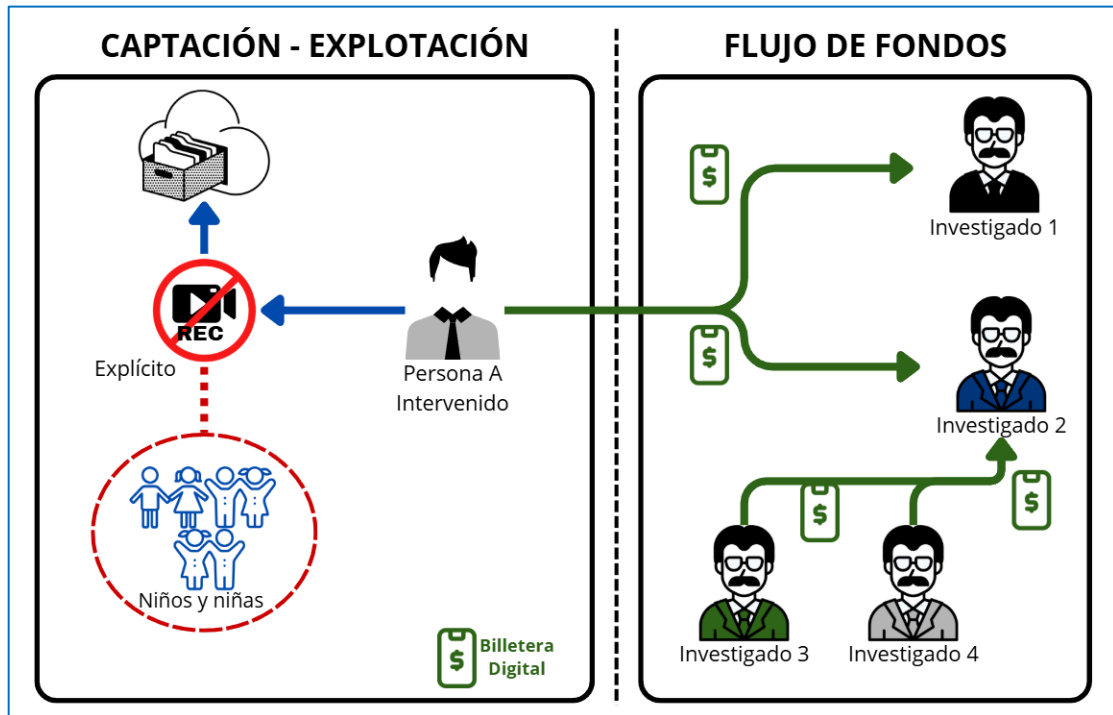 CAPTACIÓN - EXPLOTACIÓN
FLUJO DE FONDOS
$
Investigado 1
REC
Explícito
Persona A
Intervenido
$
Investigado 2
$
$
Niños y niñas
Investigado 3
Investigado 4
$
Billetera
Digital